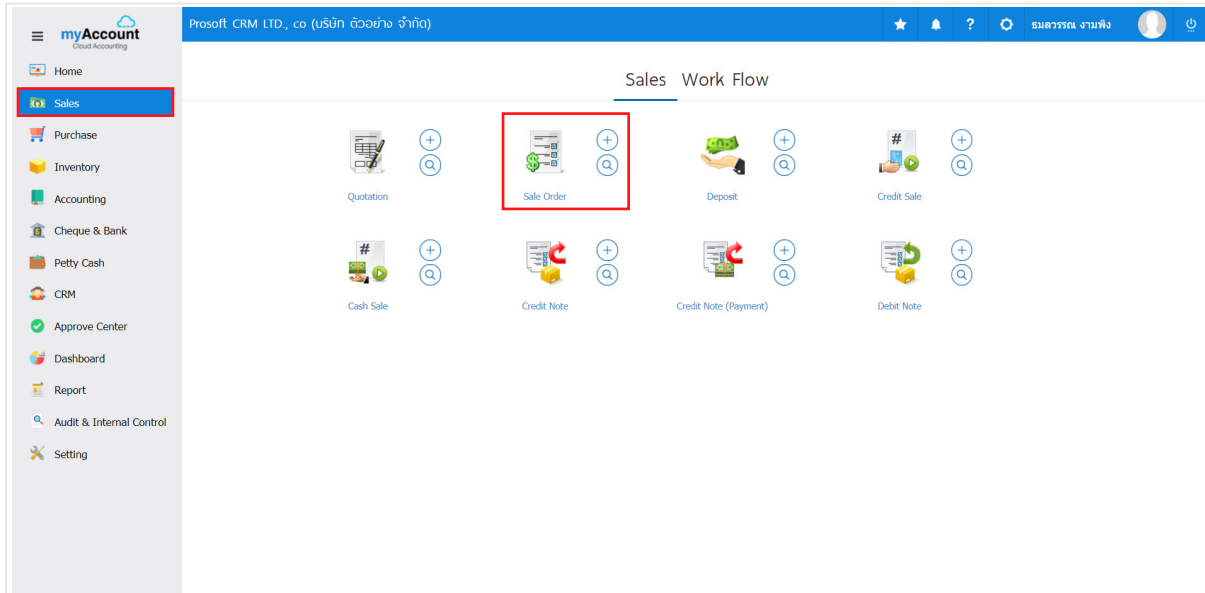 myAccount
Cloud Accounting
Prosoft CRM LTD., co (บริษัท ตัวอย่าง จำกัด)
?
ธมลวรรณ งามพิง
Home
Sales
Purchase
Inventory
Accounting
Cheque & Bank
Petty Cash
CRM
Approve Center
Dashboard
Report
Audit & Internal Control
Setting
Sales Work Flow
Quotation
Sale Order
Deposit
#
Credit Sale
#
Cash Sale
Credit Note
Credit Note (Payment)
Debit Note